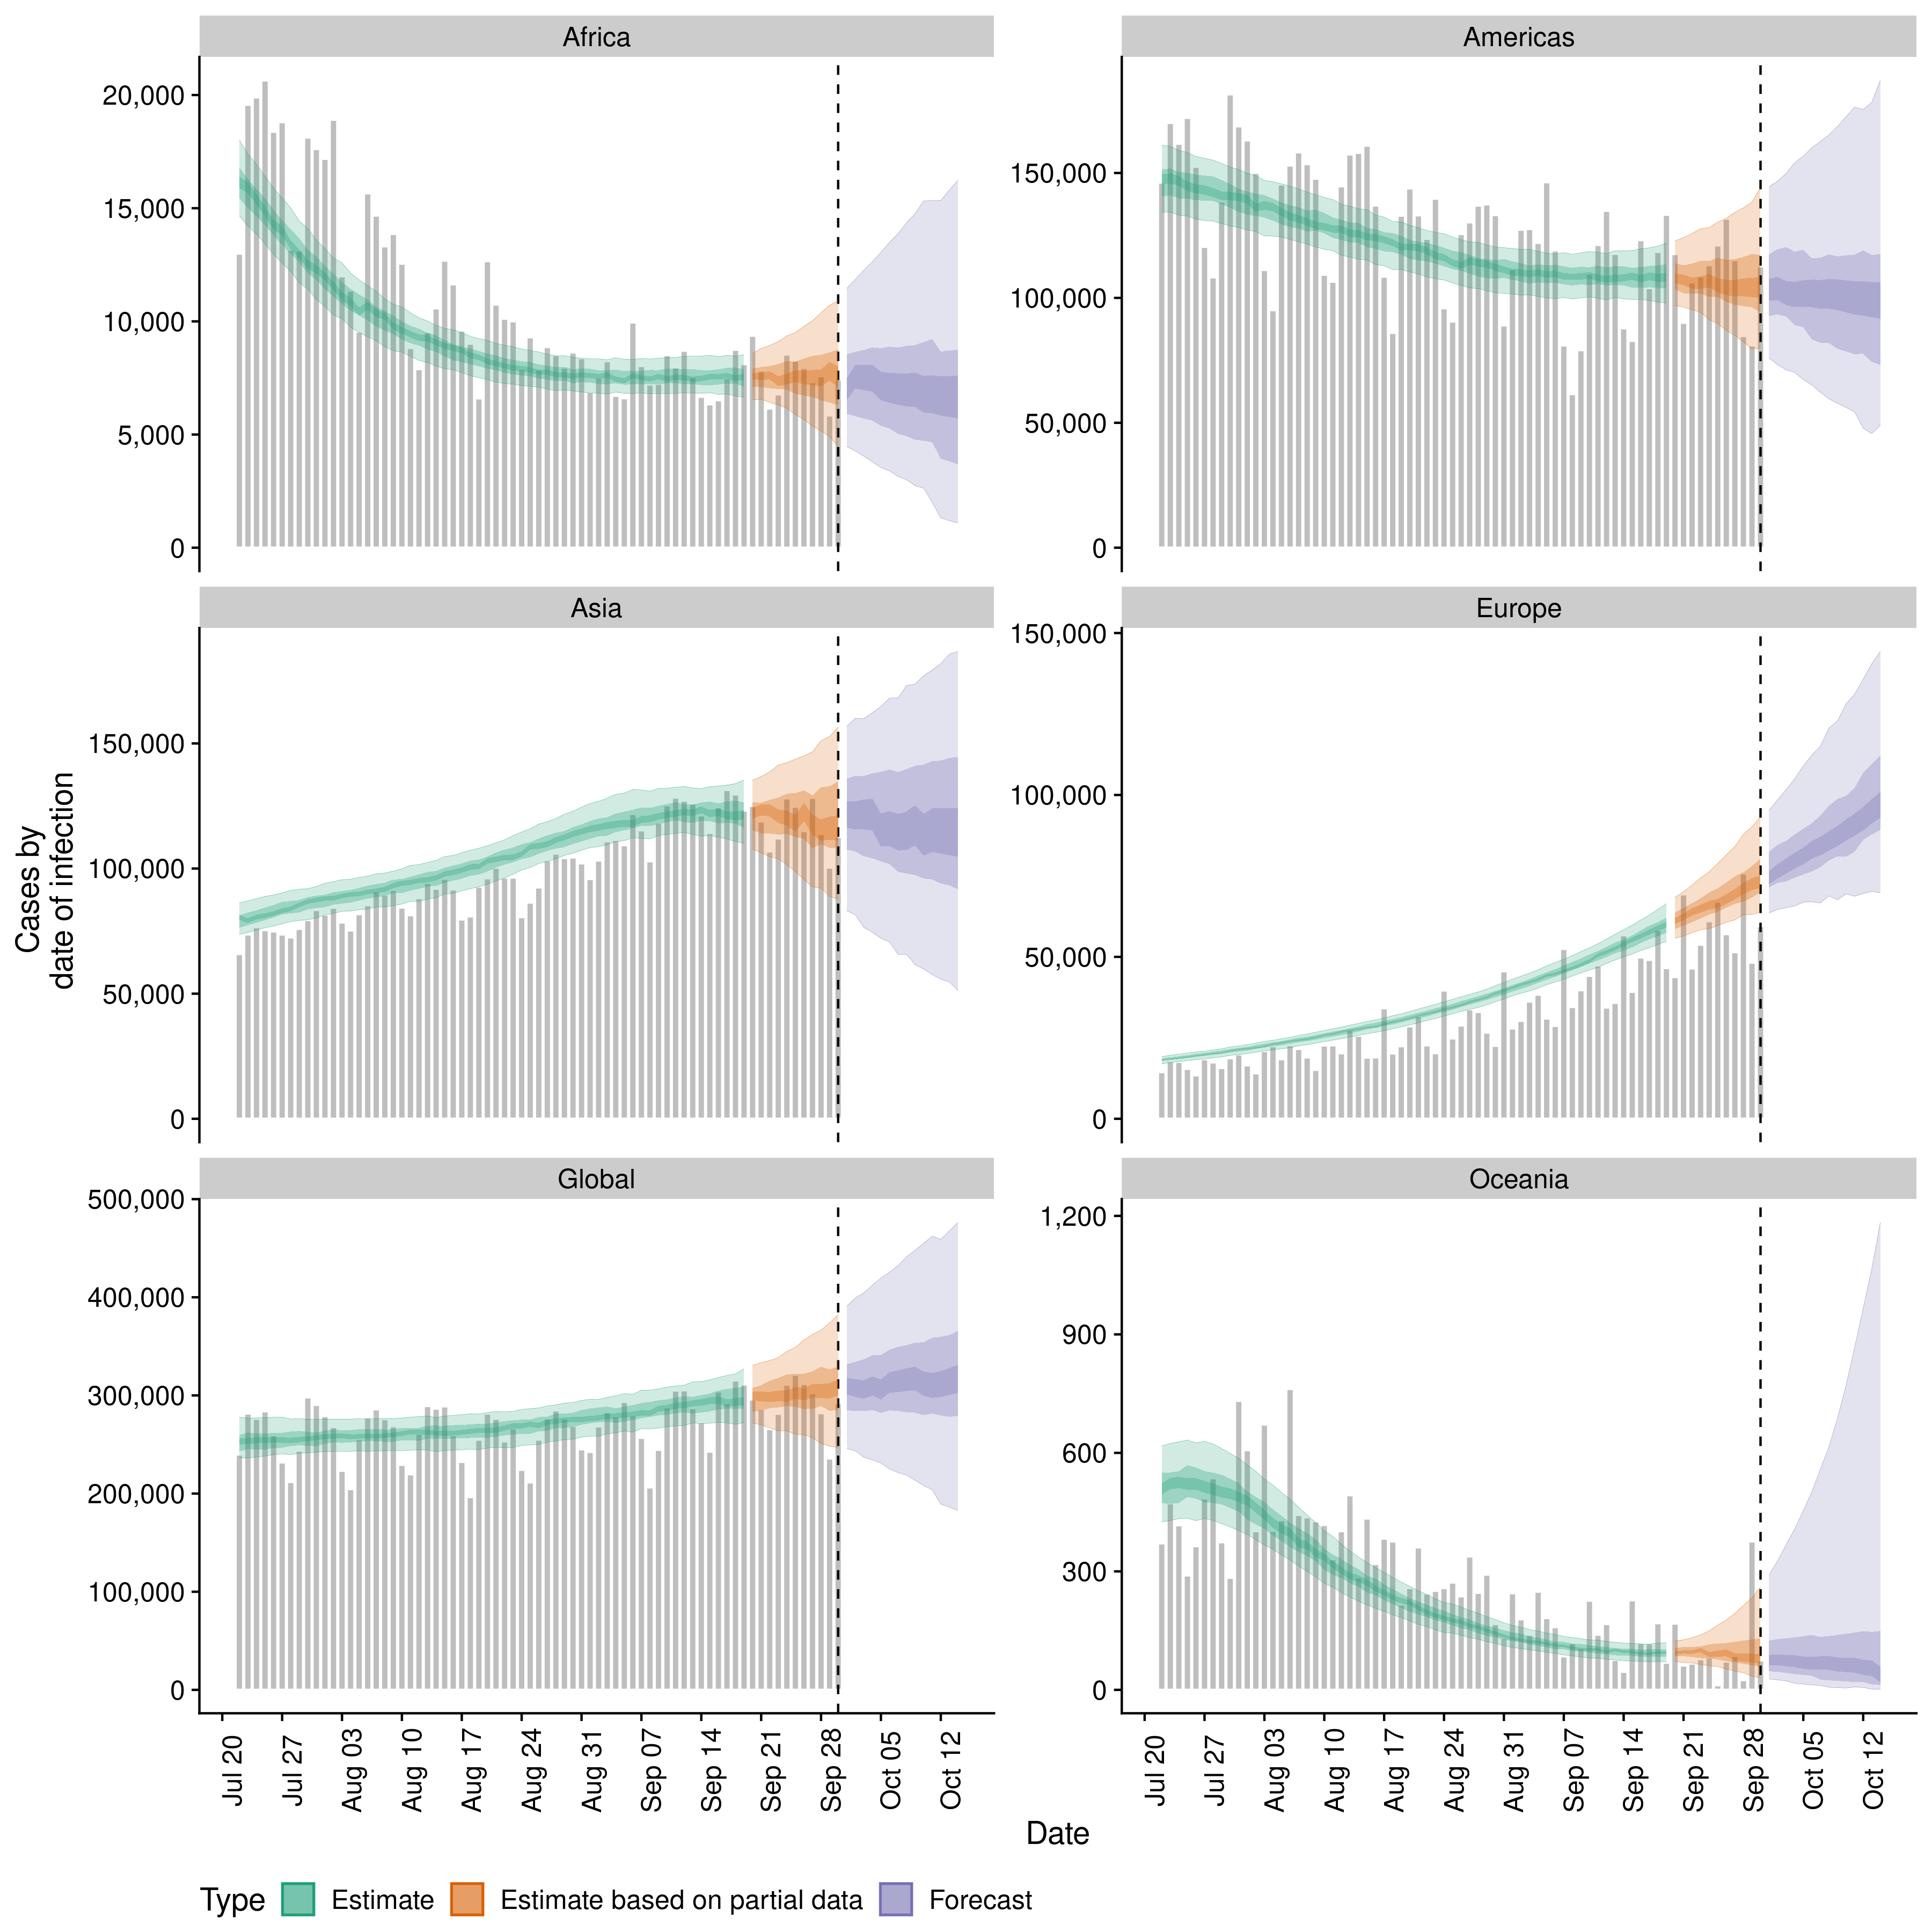 Africa
Americas
20,000
15,000
10,000
5,000
0
150,000
100,000
50,000
0
Asia
Europe
150,000
100,000
50,000
0
150,000
100,000
50,000
0
Cases by
date of infection
Global
Oceania
500,000
400,000
300,000
200,000
100,000
0
1,200
900
600
300
0
Jul 20
Jul 27
Aug 03
Aug 10
Aug 17
Aug 24
Aug 31
Sep 07
Sep 14
Sep 21
Sep 28
Oct 05
Oct 12
Jul 20
Jul 27
Aug 03
Aug 10
Aug 17
Aug 24
Aug 31
Sep 07
Sep 14
Sep 21
Sep 28
Oct 05
Oct 12
Date
Type Estimate Estimate based on partial data Forecast